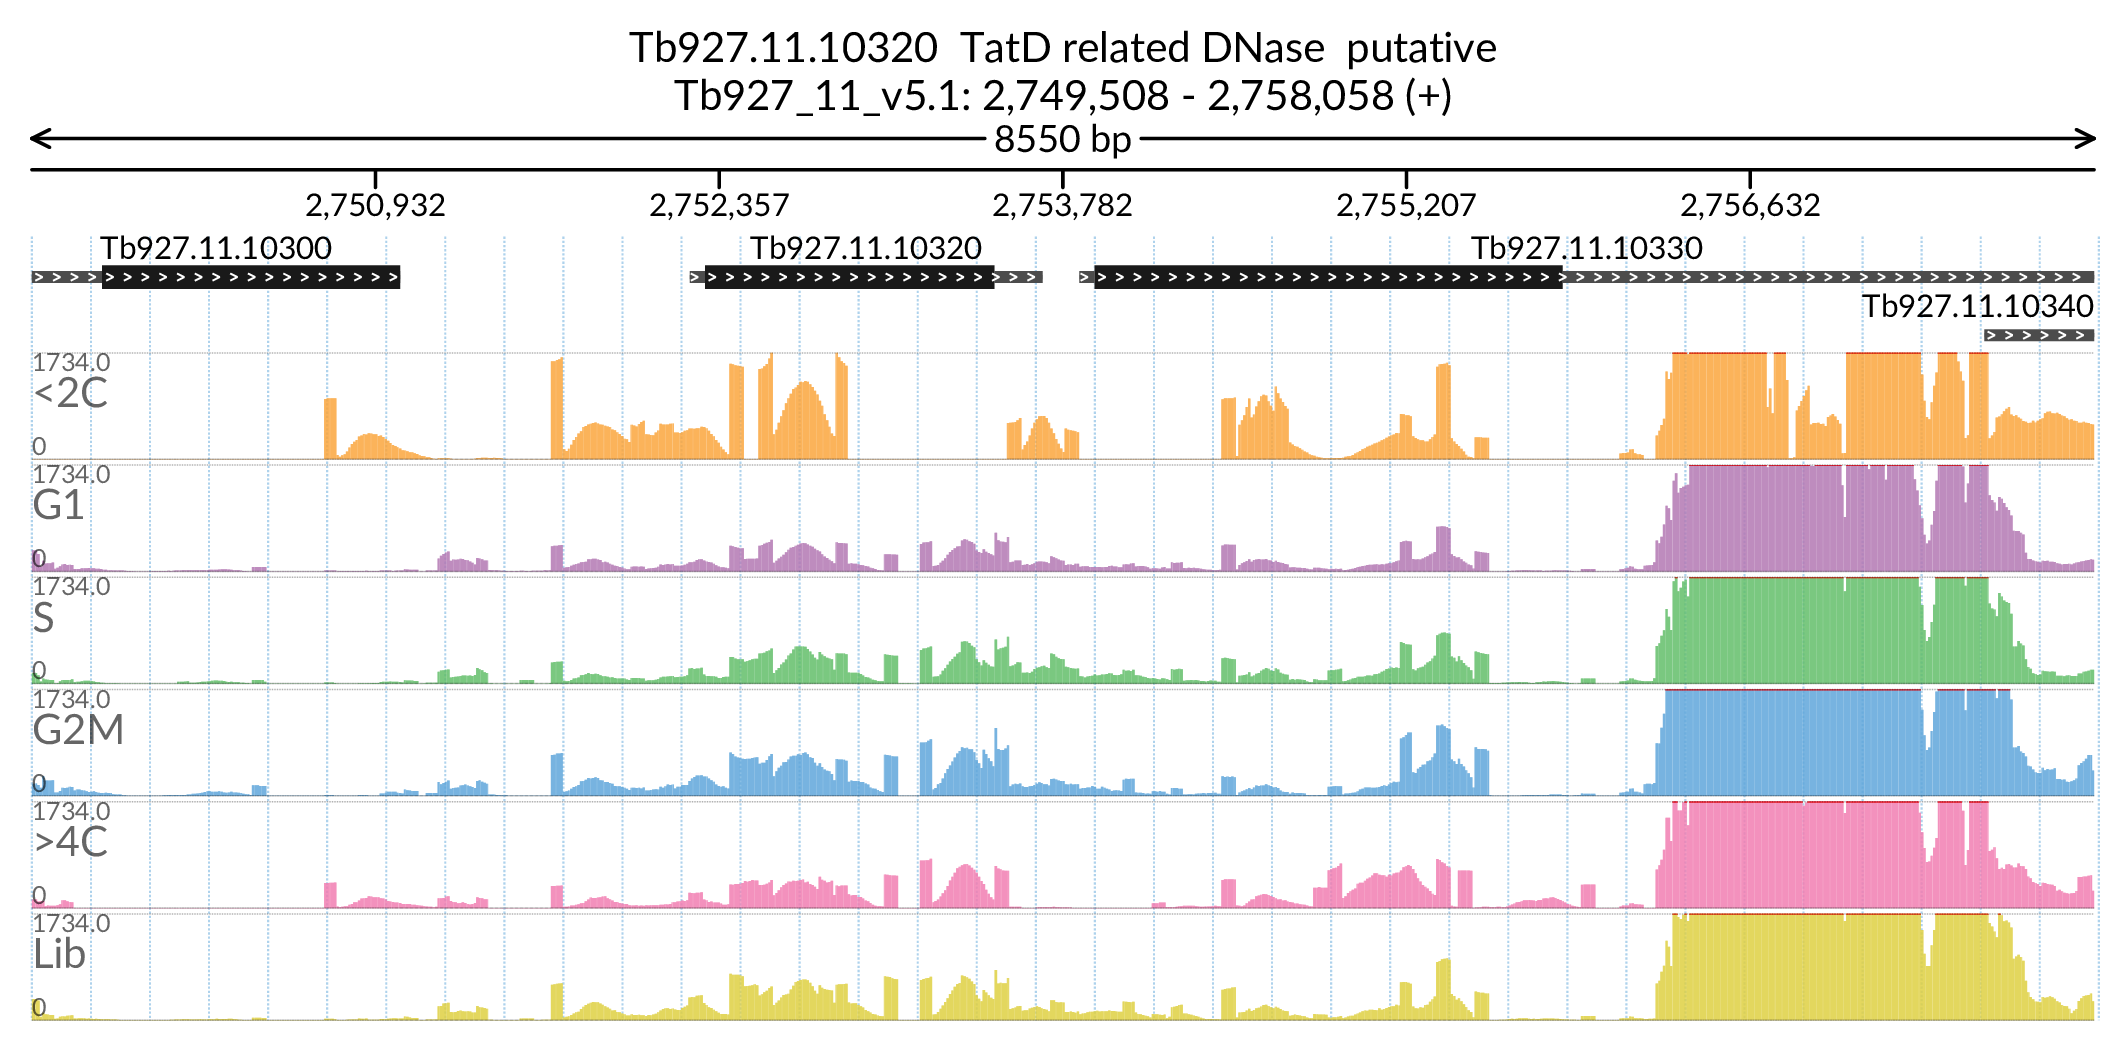 Tb927.11.10320  TatD related DNase  putative
Tb927_11_v5.1: 2,749,508 - 2,758,058 (+)
8550 bp
2,750,932 2,752,357 2,753,782 2,755,207 2,756,632
Tb927.11.10300 Tb927.11.10320 Tb927.11.10330
Tb927.11.10340
1734.0
<2C
0
1734.0
G1
0
1734.0
S
0
1734.0
G2M
0
1734.0
>4C
0
1734.0
Lib
0